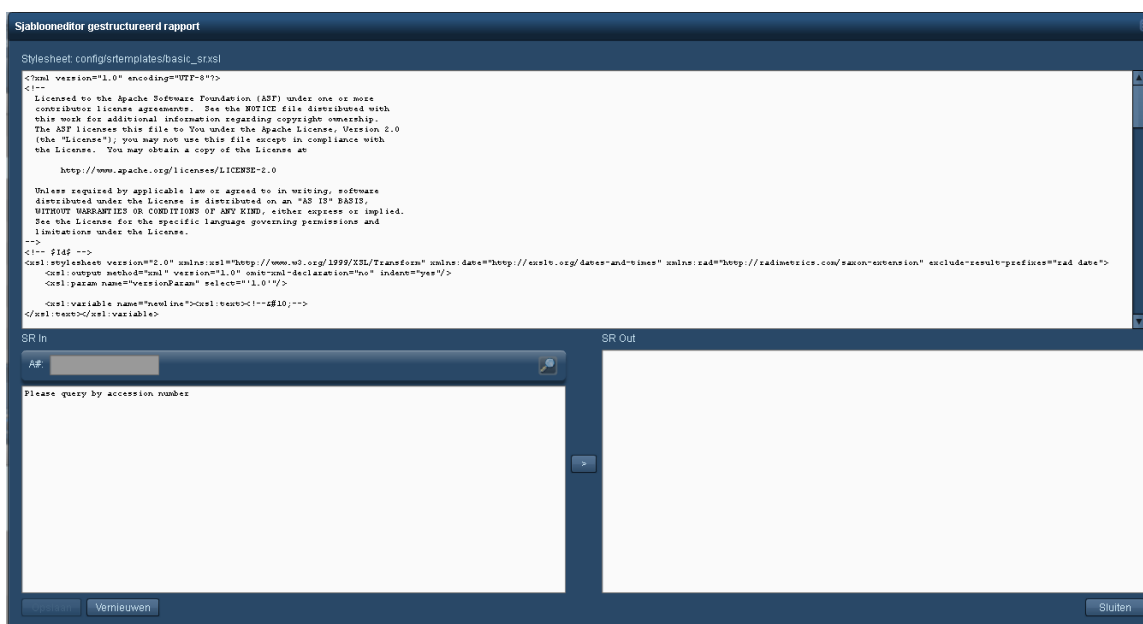 Sjablooneditor gestructureerd rapport
Stylesheet: config/srtemplates/basic_sr.xsl
<?xml version="1.0" encoding="UTF-8"?>
<!--
Licensed to the Apache Software Foundation (ASF) under one or more
contributor license agreements.  See the NOTICE file distributed with
this work for additional information regarding copyright ownership.
The ASF licenses this file to You under the Apache License, Version 2.0
(the "License"); you may not use this file except in compliance with
the License.  You may obtain a copy of the License at
http://www.apache.org/licenses/LICENSE-2.0
Unless required by applicable law or agreed to in writing, software
distributed under the License is distributed on an "AS IS" BASIS,
WITHOUT WARRANTIES OR CONDITIONS OF ANY KIND, either express or implied.
See the License for the specific language governing permissions and
limitations under the License.
-->
<!-- $Id$ -->
<xsl:stylesheet version="2.0" xmlns:xsl="http://www.w3.org/1999/XSL/Transform" xmlns:date="http://exslt.org/dates-and-times" xmlns:rad="http://radimetrics.com/saxon-extension" exclude-result-prefixes="rad date">
<xsl:output method="xml" version="1.0" omit-xml-declaration="no" indent="yes"/>
<xsl:param name="versionParam" select="'1.0'"/>
<xsl:variable name="newline"><xsl:text><!--&#10;-->
</xsl:text></xsl:variable>
SR In
SR Out
A#:
Please query by accession number
>
Opslaan
Vernieuwen
Sluiten